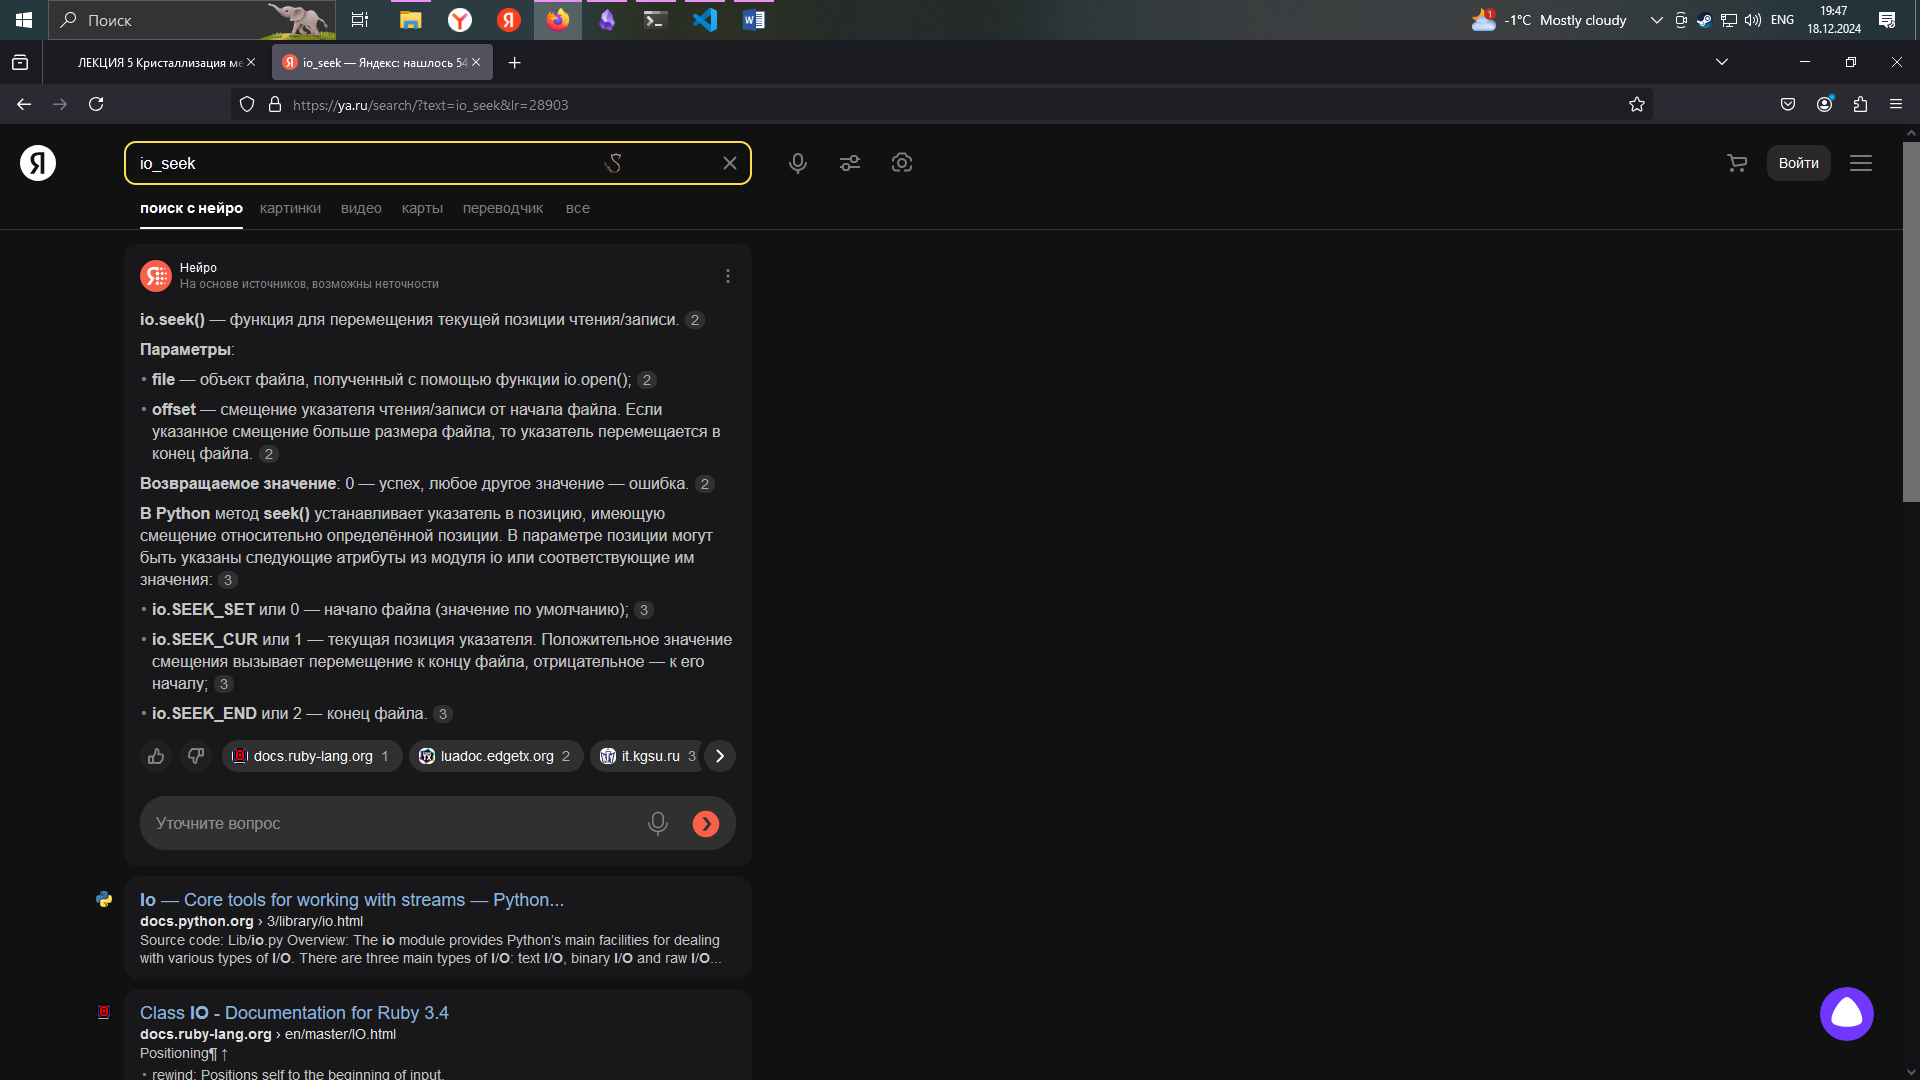 Поиск
-1°C Mostly cloudy
ENG
19:47
18.12.2024
ЛЕКЦИЯ 5 Кристаллизация ме
io_seek — Яндекс: нашлось 54
https://ya.ru/search/?text=io_seek&lr=28903
io_seek
Войти
поиск с нейро картинки видео карты переводчик все
Нейро
На основе источников, возможны неточности
io.seek() — функция для перемещения текущей позиции чтения/записи. 2
Параметры:
• file — объект файла, полученный с помощью функции io.open(); 2
• offset — смещение указателя чтения/записи от начала файла. Если
указанное смещение больше размера файла, то указатель перемещается в
конец файла. 2
Возвращаемое значение: 0 — успех, любое другое значение — ошибка. 2
В Python метод seek() устанавливает указатель в позицию, имеющую
смещение относительно определённой позиции. В параметре позиции могут
быть указаны следующие атрибуты из модуля io или соответствующие им
значения: 3
• io.SEEK_SET или 0 — начало файла (значение по умолчанию); 3
• io.SEEK_CUR или 1 — текущая позиция указателя. Положительное значение
смещения вызывает перемещение к концу файла, отрицательное — к его
началу; 3
• io.SEEK_END или 2 — конец файла. 3
docs.ruby-lang.org 1 luadoc.edgetx.org 2 it.kgsu.ru 3
Уточните вопрос
Io — Core tools for working with streams — Python...
docs.python.org › 3/library/io.html
Source code: Lib/io.py Overview: The io module provides Python’s main facilities for dealing
with various types of I/O. There are three main types of I/O: text I/O, binary I/O and raw I/O...
Class IO - Documentation for Ruby 3.4
docs.ruby-lang.org › en/master/IO.html
Positioning¶ ↑
• rewind: Positions self to the beginning of input.